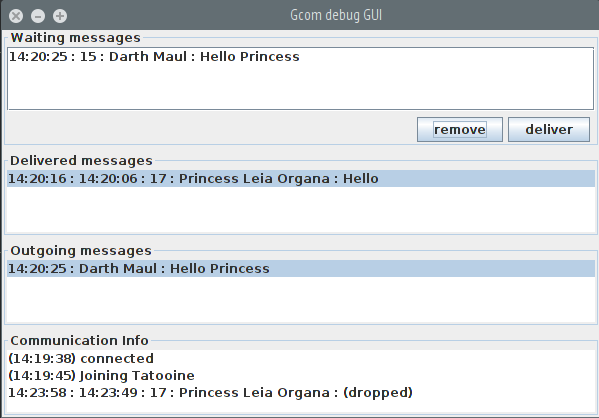 Gcom debug GUI
Waiting messages
14:20:25 : 15 : Darth Maul : Hello Princess
remove deliver
Delivered messages
14:20:16 : 14:20:06 : 17 : Princess Leia Organa : Hello
Outgoing messages
14:20:25 : Darth Maul : Hello Princess
Communication Info
(14:19:38) connected
(14:19:45) Joining Tatooine
14:23:58 : 14:23:49 : 17 : Princess Leia Organa : (dropped)